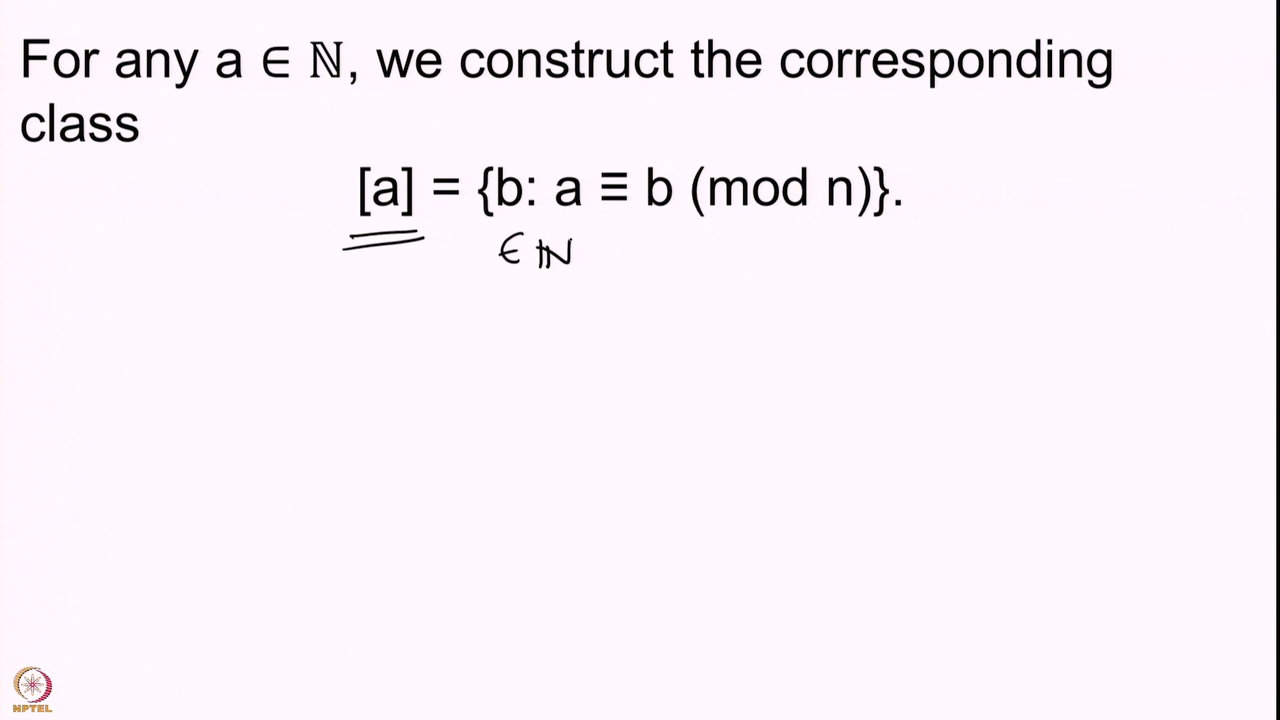 For any a ∈ ℕ, we construct the corresponding
class
[a] = {b: a ≡ b (mod n)}.
∈ ℕ
NPTEL